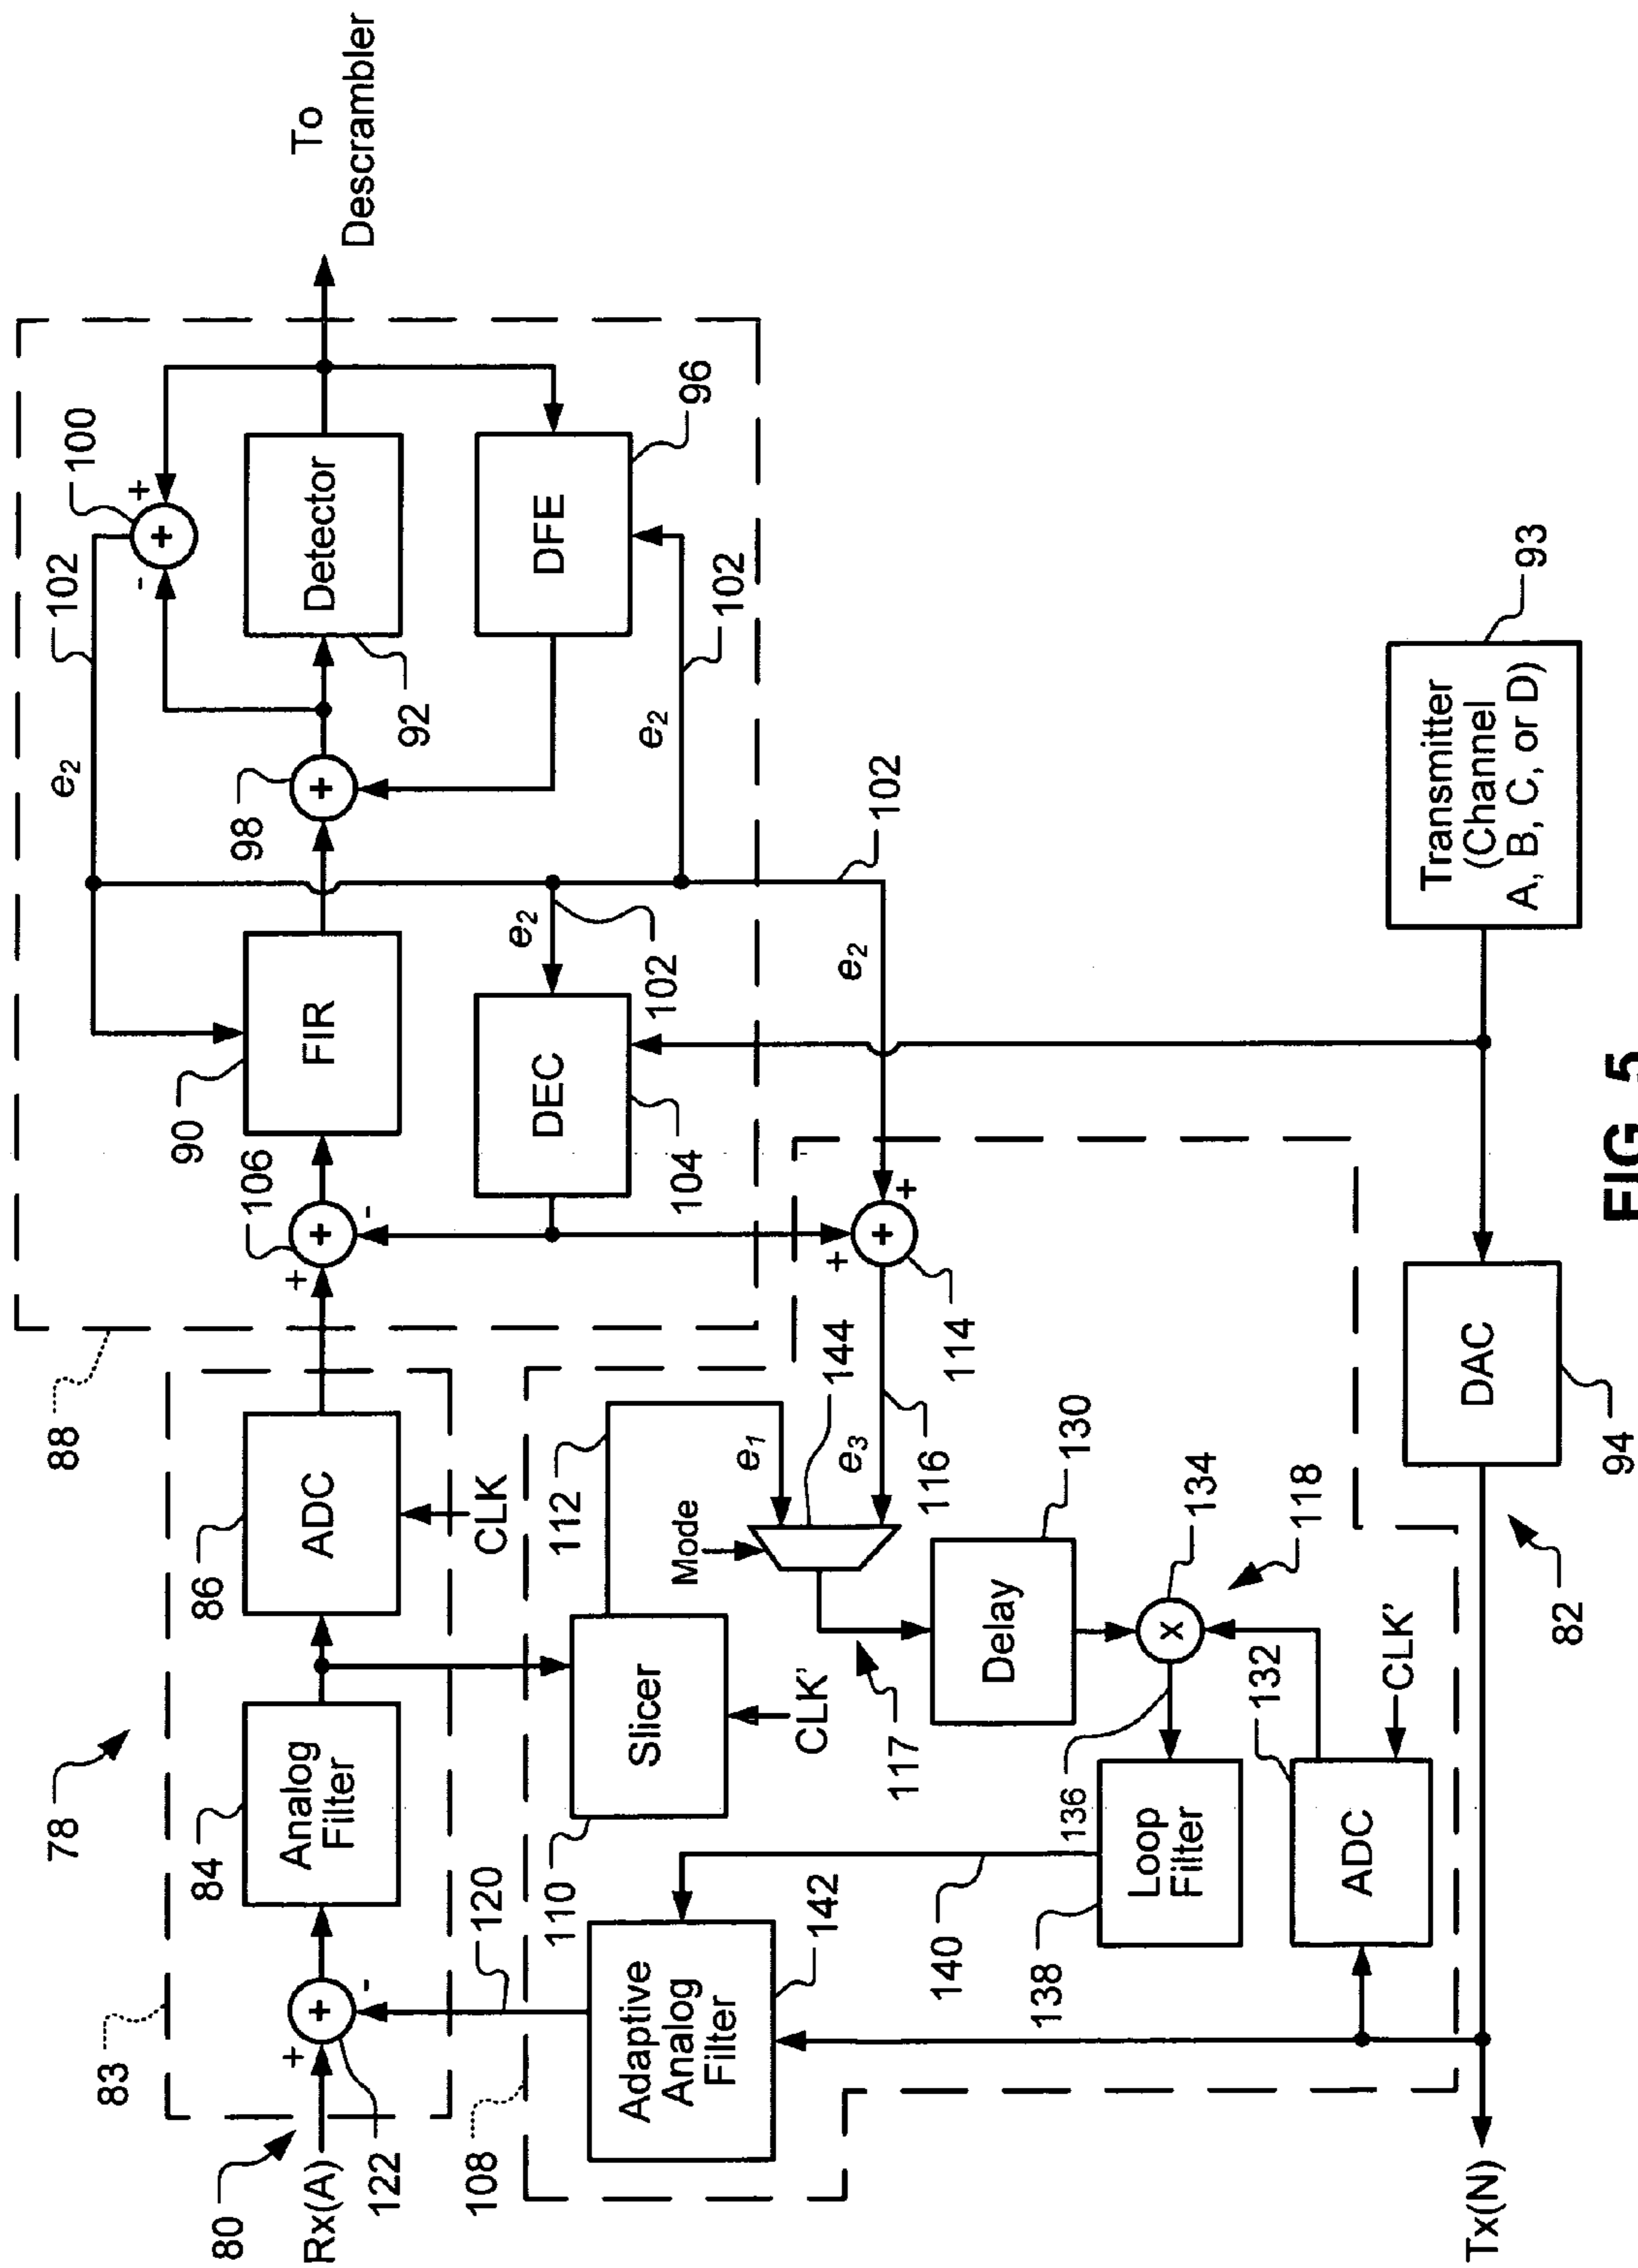 To
Descrambler
100
+
-
+
102
e2
Detector
92
DFE
96
102
e2
98
+
102
e2
e2
102
FIR
90
DEC
104
106
+
+
-
+
+
+
114
88
ADC
86
CLK
112
e1
144
e3
116
Mode
Delay
130
134
x
118
Slicer
110
CLK'
117
136
132
CLK'
ADC
Loop
Filter
138
140
78
Analog
Filter
84
120
Adaptive
Analog
Filter
142
83
+
+
-
122
80
Rx(A)
108
Transmitter
(Channel
A, B, C, or D)
93
DAC
94
82
Tx(N)
FIG. 5